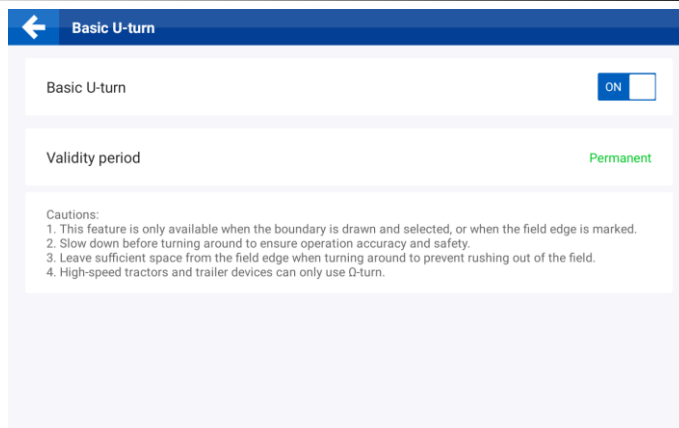 Basic U-turn
Basic U-turn
ON
Validity period
Permanent
Cautions:
1. This feature is only available when the boundary is drawn and selected, or when the field edge is marked.
2. Slow down before turning around to ensure operation accuracy and safety.
3. Leave sufficient space from the field edge when turning around to prevent rushing out of the field.
4. High-speed tractors and trailer devices can only use Ω-turn.